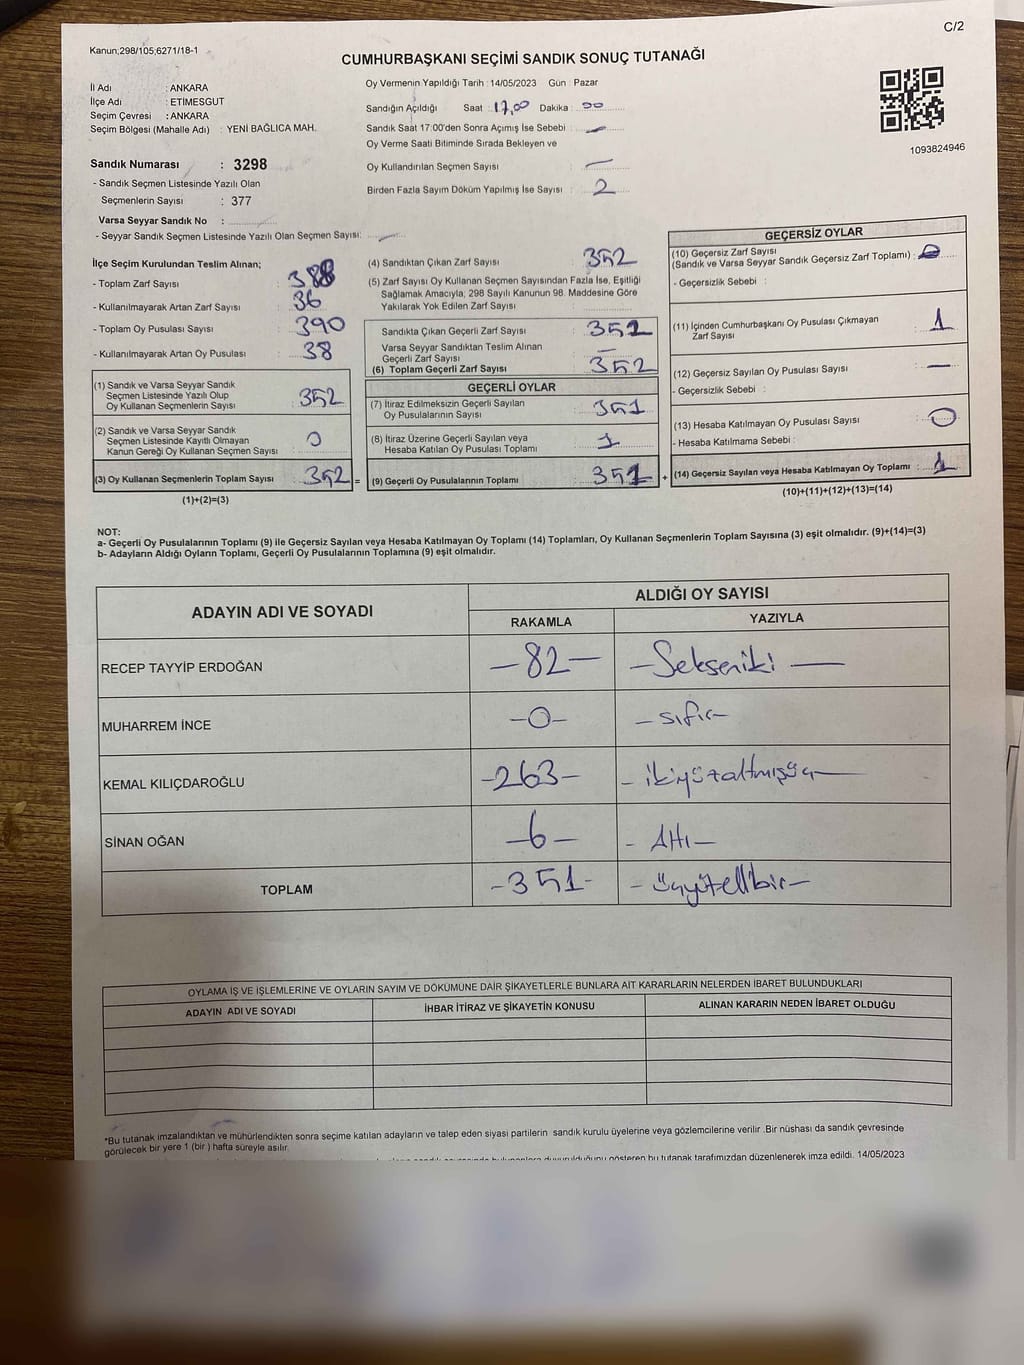 C/2
Kanun;298/105;6271/18-1
CUMHURBAŞKANI SEÇİMİ SANDIK SONUÇ TUTANAĞI
İl Adı : ANKARA
İlçe Adı : ETİMESGUT
Seçim Çevresi : ANKARA
Seçim Bölgesi (Mahalle Adı) : YENİ BAĞLICA MAH.
Sandık Numarası : 3298
- Sandık Seçmen Listesinde Yazılı Olan
Seçmenlerin Sayısı : 377
Varsa Seyyar Sandık No :
- Seyyar Sandık Seçmen Listesinde Yazılı Olan Seçmen Sayısı: —
Oy Vermenin Yapıldığı Tarih : 14/05/2023 Gün : Pazar
Sandığın Açıldığı Saat : 17,00 Dakika : 00
Sandık Saat 17:00'den Sonra Açımış İse Sebebi : —
Oy Verme Saati Bitiminde Sırada Bekleyen ve
Oy Kullandırılan Seçmen Sayısı : —
Birden Fazla Sayım Döküm Yapılmış İse Sayısı : 2
1093824946
İlçe Seçim Kurulundan Teslim Alınan;
- Toplam Zarf Sayısı : 388
- Kullanılmayarak Artan Zarf Sayısı : 36
- Toplam Oy Pusulası Sayısı : 390
- Kullanılmayarak Artan Oy Pusulası : 38
(1) Sandık ve Varsa Seyyar Sandık
Seçmen Listesinde Yazılı Olup
Oy Kullanan Seçmenlerin Sayısı : 352
(2) Sandık ve Varsa Seyyar Sandık
Seçmen Listesinde Kayıtlı Olmayan
Kanun Gereği Oy Kullanan Seçmen Sayısı : 0
(3) Oy Kullanan Seçmenlerin Toplam Sayısı : 352 =
(1)+(2)=(3)
(4) Sandıktan Çıkan Zarf Sayısı : 352
(5) Zarf Sayısı Oy Kullanan Seçmen Sayısından Fazla İse, Eşitliği
Sağlamak Amacıyla, 298 Sayılı Kanunun 98. Maddesine Göre
Yakılarak Yok Edilen Zarf Sayısı :
Sandıkta Çıkan Geçerli Zarf Sayısı : 352
Varsa Seyyar Sandıktan Teslim Alınan
Geçerli Zarf Sayısı : —
(6) Toplam Geçerli Zarf Sayısı : 352
GEÇERLİ OYLAR
(7) İtiraz Edilmeksizin Geçerli Sayılan
Oy Pusulalarının Sayısı : 351
(8) İtiraz Üzerine Geçerli Sayılan veya
Hesaba Katılan Oy Pusulası Toplamı : 1
(9) Geçerli Oy Pusulalarının Toplamı : 351 +
GEÇERSİZ OYLAR
(10) Geçersiz Zarf Sayısı
(Sandık ve Varsa Seyyar Sandık Geçersiz Zarf Toplamı) :
- Geçersizlik Sebebi :
(11) İçinden Cumhurbaşkanı Oy Pusulası Çıkmayan
Zarf Sayısı : 1
(12) Geçersiz Sayılan Oy Pusulası Sayısı : —
- Geçersizlik Sebebi :
(13) Hesaba Katılmayan Oy Pusulası Sayısı : 0
- Hesaba Katılmama Sebebi :
(14) Geçersiz Sayılan veya Hesaba Katılmayan Oy Toplamı : 1
(10)+(11)+(12)+(13)=(14)
NOT:
a- Geçerli Oy Pusulalarının Toplamı (9) ile Geçersiz Sayılan veya Hesaba Katılmayan Oy Toplamı (14) Toplamları, Oy Kullanan Seçmenlerin Toplam Sayısına (3) eşit olmalıdır. (9)+(14)=(3)
b- Adayların Aldığı Oyların Toplamı, Geçerli Oy Pusulalarının Toplamına (9) eşit olmalıdır.
ADAYIN ADI VE SOYADI ALDIĞI OY SAYISI
RAKAMLA YAZIYLA
RECEP TAYYİP ERDOĞAN -82- -Sekseniki-
MUHARREM İNCE -0- -sıfır-
KEMAL KILIÇDAROĞLU -263- -ikiyüzaltmışüç-
SİNAN OĞAN -6- -Altı-
TOPLAM -351- -üçyüzellibir-
OYLAMA İŞ VE İŞLEMLERİNE VE OYLARIN SAYIM VE DÖKÜMÜNE DAİR ŞİKAYETLERLE BUNLARA AİT KARARLARIN NELERDEN İBARET BULUNDUKLARI
ADAYIN ADI VE SOYADI İHBAR İTİRAZ VE ŞİKAYETİN KONUSU ALINAN KARARIN NEDEN İBARET OLDUĞU
*Bu tutanak imzalandıktan ve mühürlendikten sonra seçime katılan adayların ve talep eden siyasi partilerin sandık kurulu üyelerine veya gözlemcilerine verilir .Bir nüshası da sandık çevresinde
görülecek bir yere 1 (bir ) hafta süreyle asılır.
gösteren bu tutanak tarafımızdan düzenlenerek imza edildi. 14/05/2023